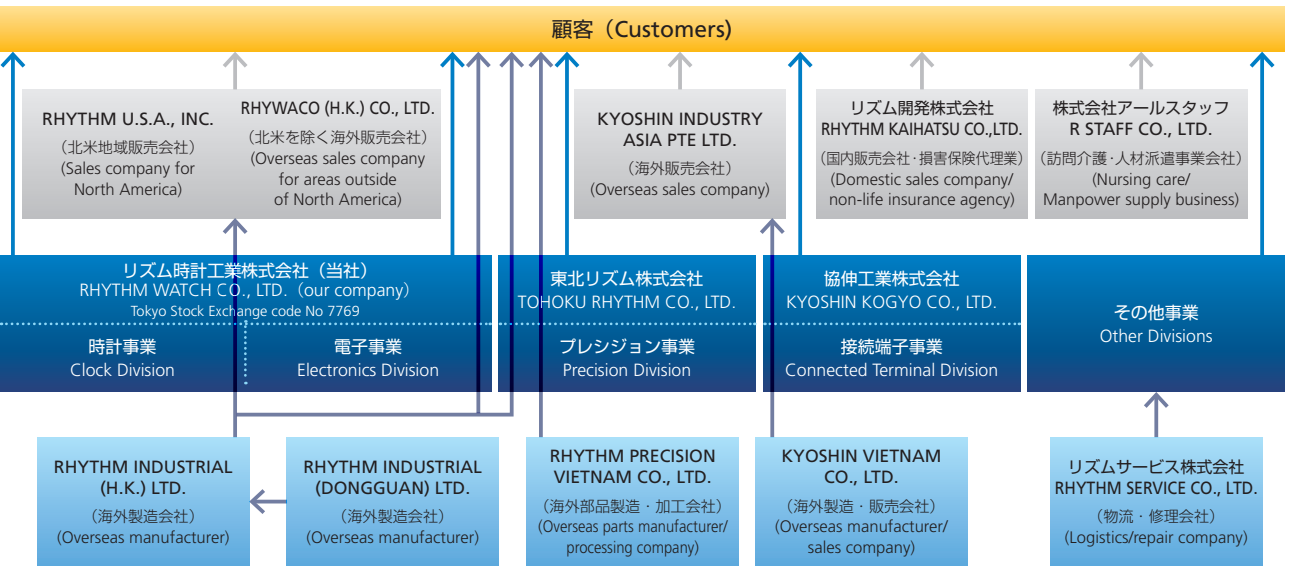 顧客（Customers)
RHYTHM U.S.A., INC.
（北米地域販売会社）
(Sales company for
North America)
RHYWACO (H.K.) CO., LTD.
（北米を除く海外販売会社）
(Overseas sales company
for areas outside
of North America)
KYOSHIN INDUSTRY
ASIA PTE LTD.
（海外販売会社）
(Overseas sales company)
リズム開発株式会社
RHYTHM KAIHATSU CO.,LTD.
（国内販売会社・損害保険代理業）
(Domestic sales company/
non-life insurance agency)
株式会社アールスタッフ
R STAFF CO., LTD.
（訪問介護・人材派遣事業会社）
(Nursing care/
Manpower supply business)
リズム時計工業株式会社（当社）
RHYTHM WATCH CO., LTD.（our company）
Tokyo Stock Exchange code No 7769
時計事業
Clock Division
電子事業
Electronics Division
東北リズム株式会社
TOHOKU RHYTHM CO., LTD.
プレシジョン事業
Precision Division
協伸工業株式会社
KYOSHIN KOGYO CO., LTD.
接続端子事業
Connected Terminal Division
その他事業
Other Divisions
RHYTHM INDUSTRIAL
(H.K.) LTD.
（海外製造会社）
(Overseas manufacturer)
RHYTHM INDUSTRIAL
(DONGGUAN) LTD.
（海外製造会社）
(Overseas manufacturer)
RHYTHM PRECISION
VIETNAM CO., LTD.
（海外部品製造・加工会社）
(Overseas parts manufacturer/
processing company)
KYOSHIN VIETNAM
CO., LTD.
（海外製造・販売会社）
(Overseas manufacturer/
sales company)
リズムサービス株式会社
RHYTHM SERVICE CO., LTD.
（物流・修理会社）
(Logistics/repair company)